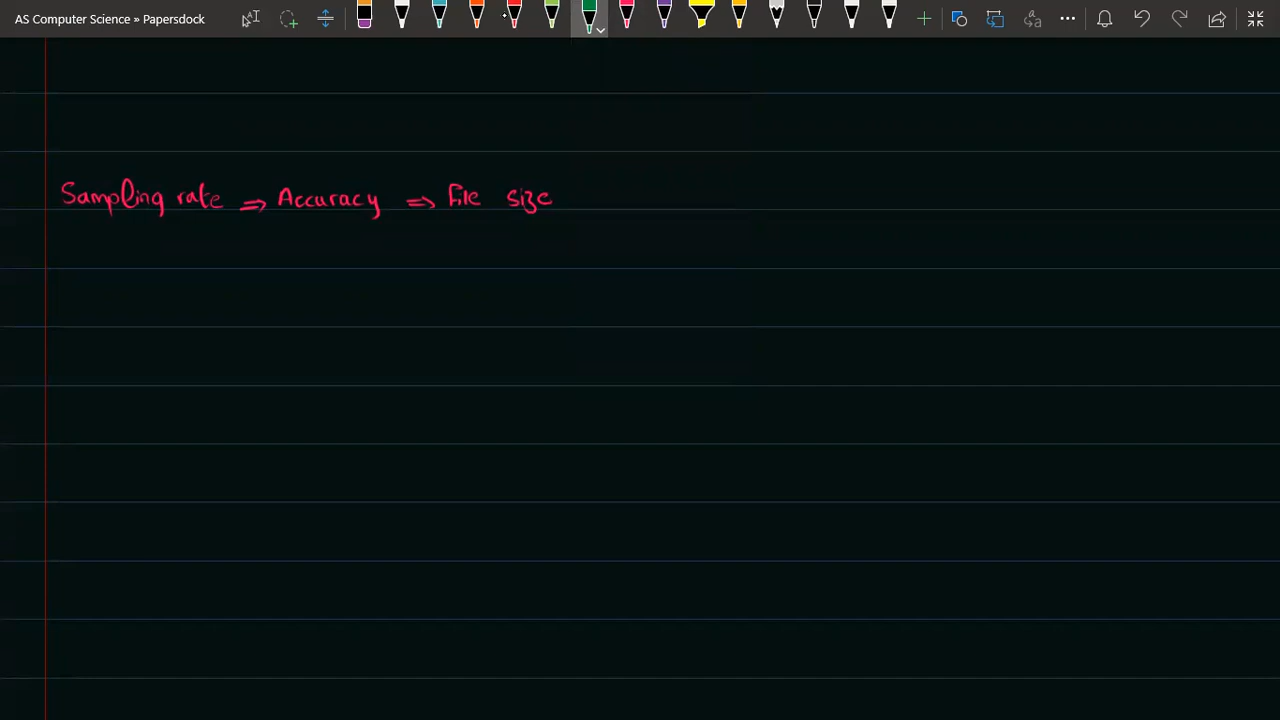 AS Computer Science » Papersdock
Sampling rate ⇒ Accuracy ⇒ File size